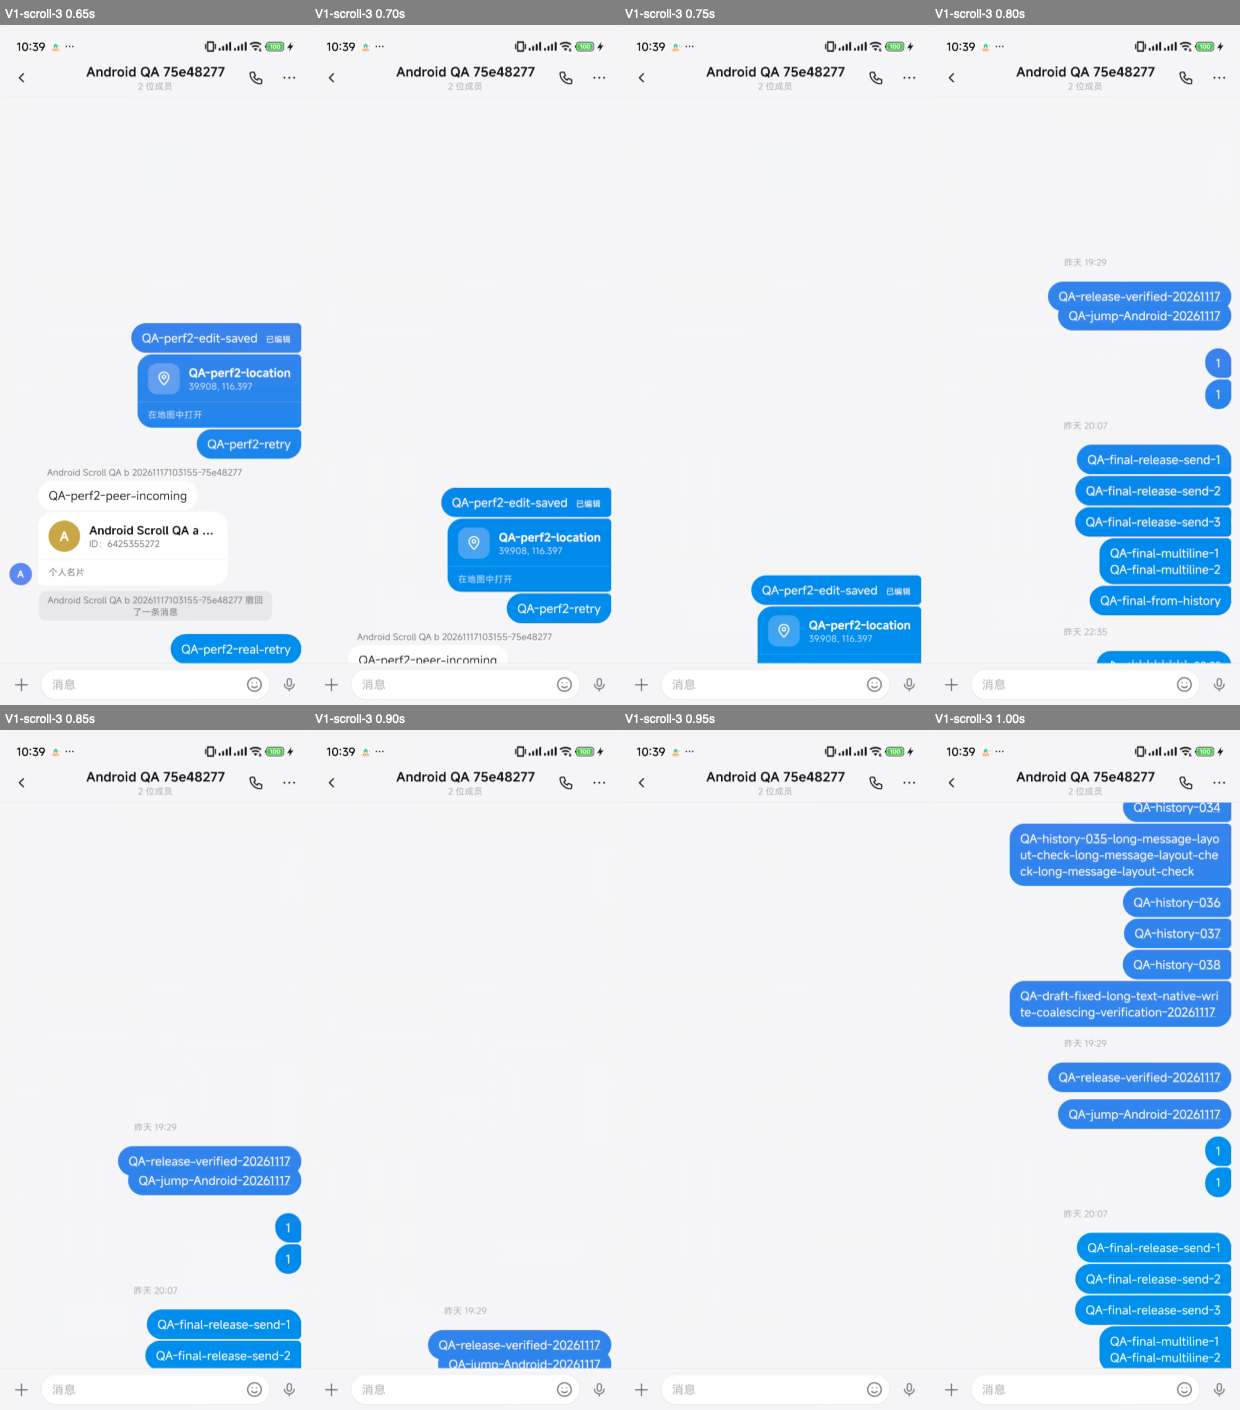 V1-scroll-3 0.65s
10:39
100
Android QA 75e48277
2 位成员
QA-perf2-edit-saved 已编辑
QA-perf2-location
39.908, 116.397
在地图中打开
QA-perf2-retry
Android Scroll QA b 20261117103155-75e48277
QA-perf2-peer-incoming
A
Android Scroll QA a ...
ID: 6425355272
个人名片
A
Android Scroll QA b 20261117103155-75e48277 撤回
了一条消息
QA-perf2-real-retry
消息
V1-scroll-3 0.70s
10:39
100
Android QA 75e48277
2 位成员
QA-perf2-edit-saved 已编辑
QA-perf2-location
39.908, 116.397
在地图中打开
QA-perf2-retry
Android Scroll QA b 20261117103155-75e48277
QA-perf2-peer-incoming
消息
V1-scroll-3 0.75s
10:39
100
Android QA 75e48277
2 位成员
QA-perf2-edit-saved 已编辑
QA-perf2-location
39.908, 116.397
消息
V1-scroll-3 0.80s
10:39
100
Android QA 75e48277
2 位成员
昨天 19:29
QA-release-verified-20261117
QA-jump-Android-20261117
1
1
昨天 20:07
QA-final-release-send-1
QA-final-release-send-2
QA-final-release-send-3
QA-final-multiline-1
QA-final-multiline-2
QA-final-from-history
昨天 22:35
消息
V1-scroll-3 0.85s
10:39
100
Android QA 75e48277
2 位成员
昨天 19:29
QA-release-verified-20261117
QA-jump-Android-20261117
1
1
昨天 20:07
QA-final-release-send-1
QA-final-release-send-2
消息
V1-scroll-3 0.90s
10:39
100
Android QA 75e48277
2 位成员
昨天 19:29
QA-release-verified-20261117
QA-jump-Android-20261117
消息
V1-scroll-3 0.95s
10:39
100
Android QA 75e48277
2 位成员
消息
V1-scroll-3 1.00s
10:39
100
Android QA 75e48277
2 位成员
QA-history-034
QA-history-035-long-message-layo
ut-check-long-message-layout-che
ck-long-message-layout-check
QA-history-036
QA-history-037
QA-history-038
QA-draft-fixed-long-text-native-wri
te-coalescing-verification-20261117
昨天 19:29
QA-release-verified-20261117
QA-jump-Android-20261117
1
1
昨天 20:07
QA-final-release-send-1
QA-final-release-send-2
QA-final-release-send-3
QA-final-multiline-1
QA-final-multiline-2
消息